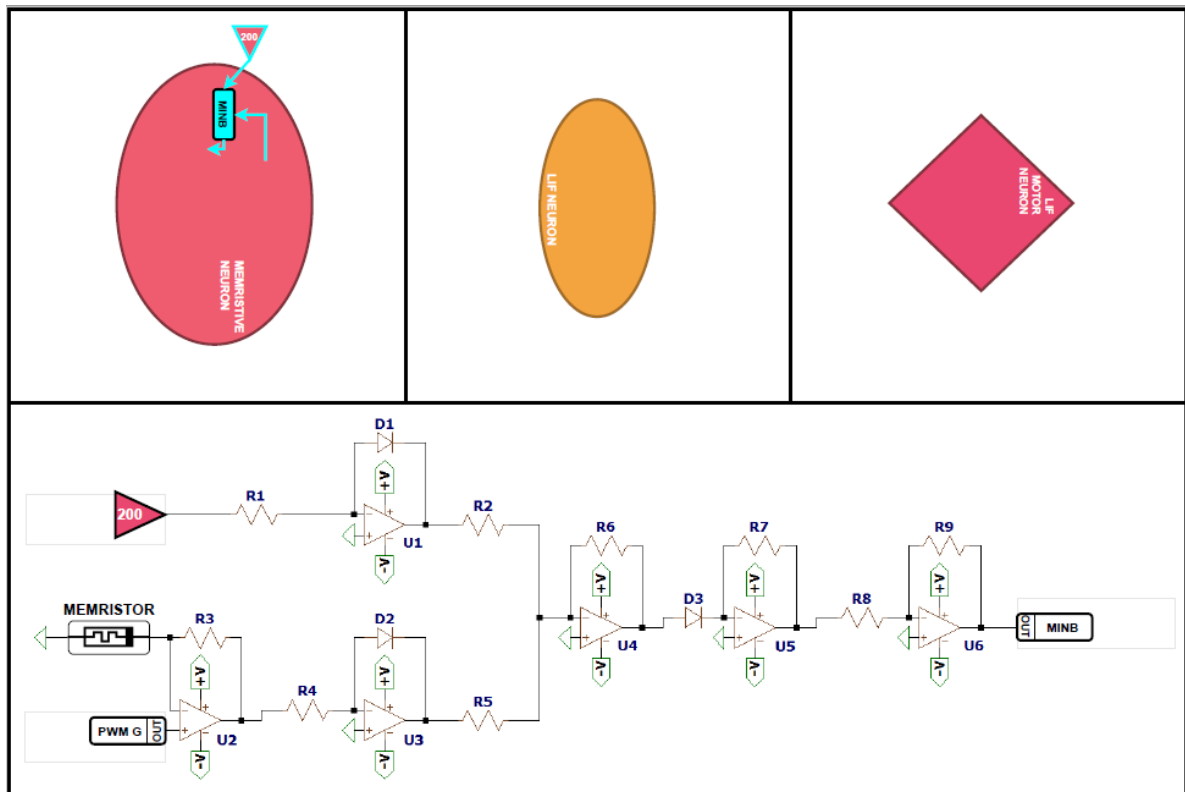 200
MINB
MEMRISTIVE
NEURON
LIF NEURON
LIF
MOTOR
NEURON
D1
V+
R1
200
U1
V-
R2
R6
V+
U4
V-
D3
R7
V+
U5
V-
R8
R9
V+
U6
V-
OUT
MINB
MEMRISTOR
R3
V+
PWM G
OUT
U2
V-
R4
D2
V+
U3
V-
R5